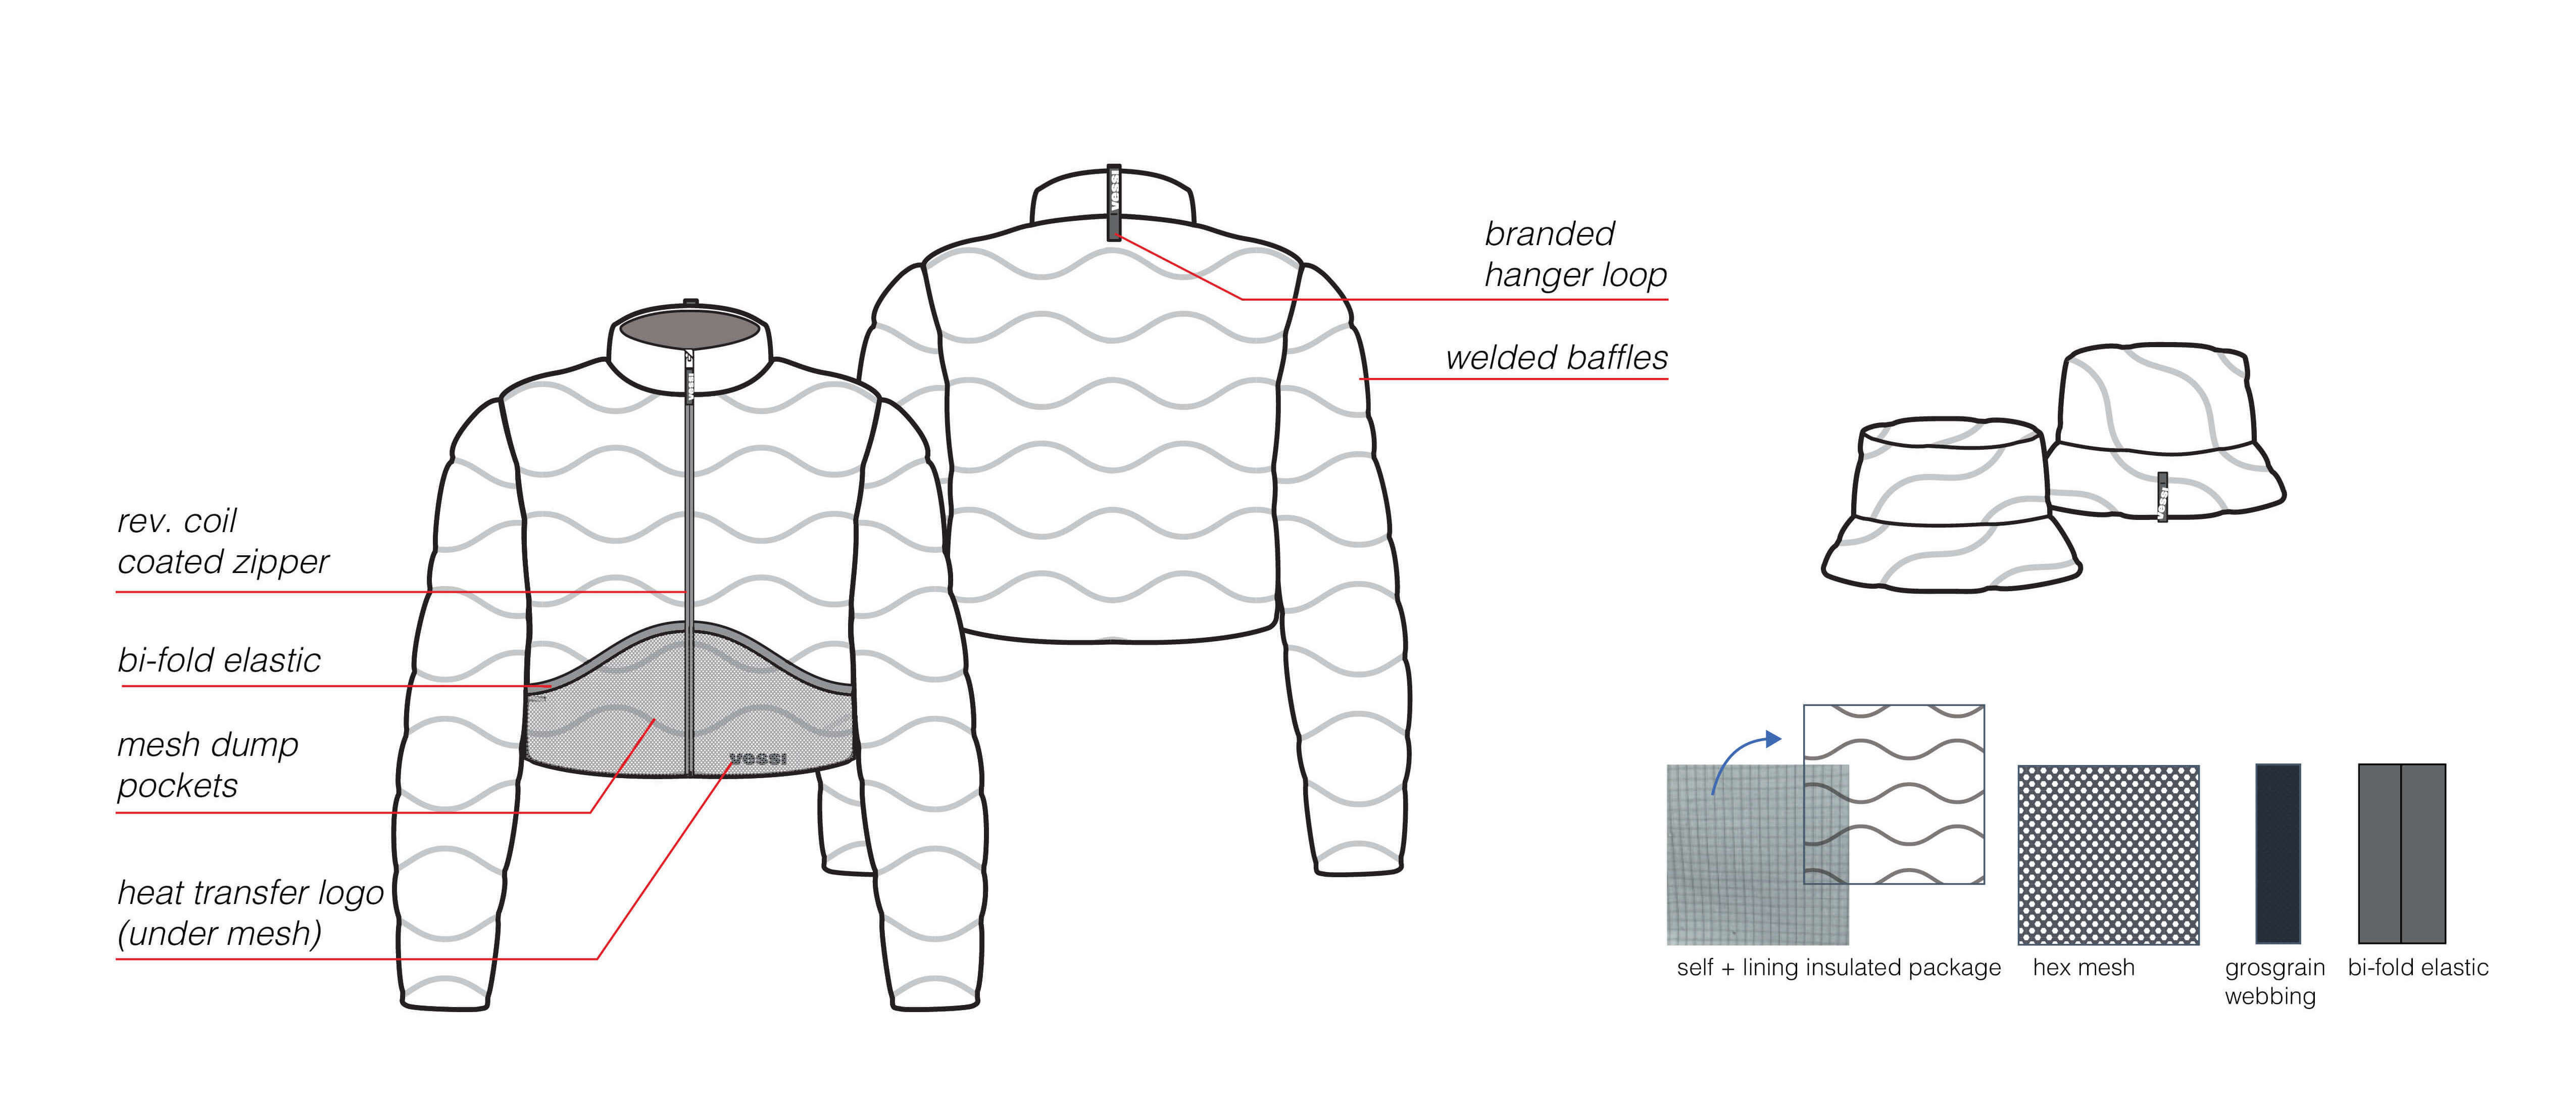 vessi
branded
hanger loop
welded baffles
vessi
rev. coil
coated zipper
bi-fold elastic
mesh dump
pockets
vessi
heat transfer logo
(under mesh)
vessi
self + lining insulated package
hex mesh
grosgrain
webbing
bi-fold elastic